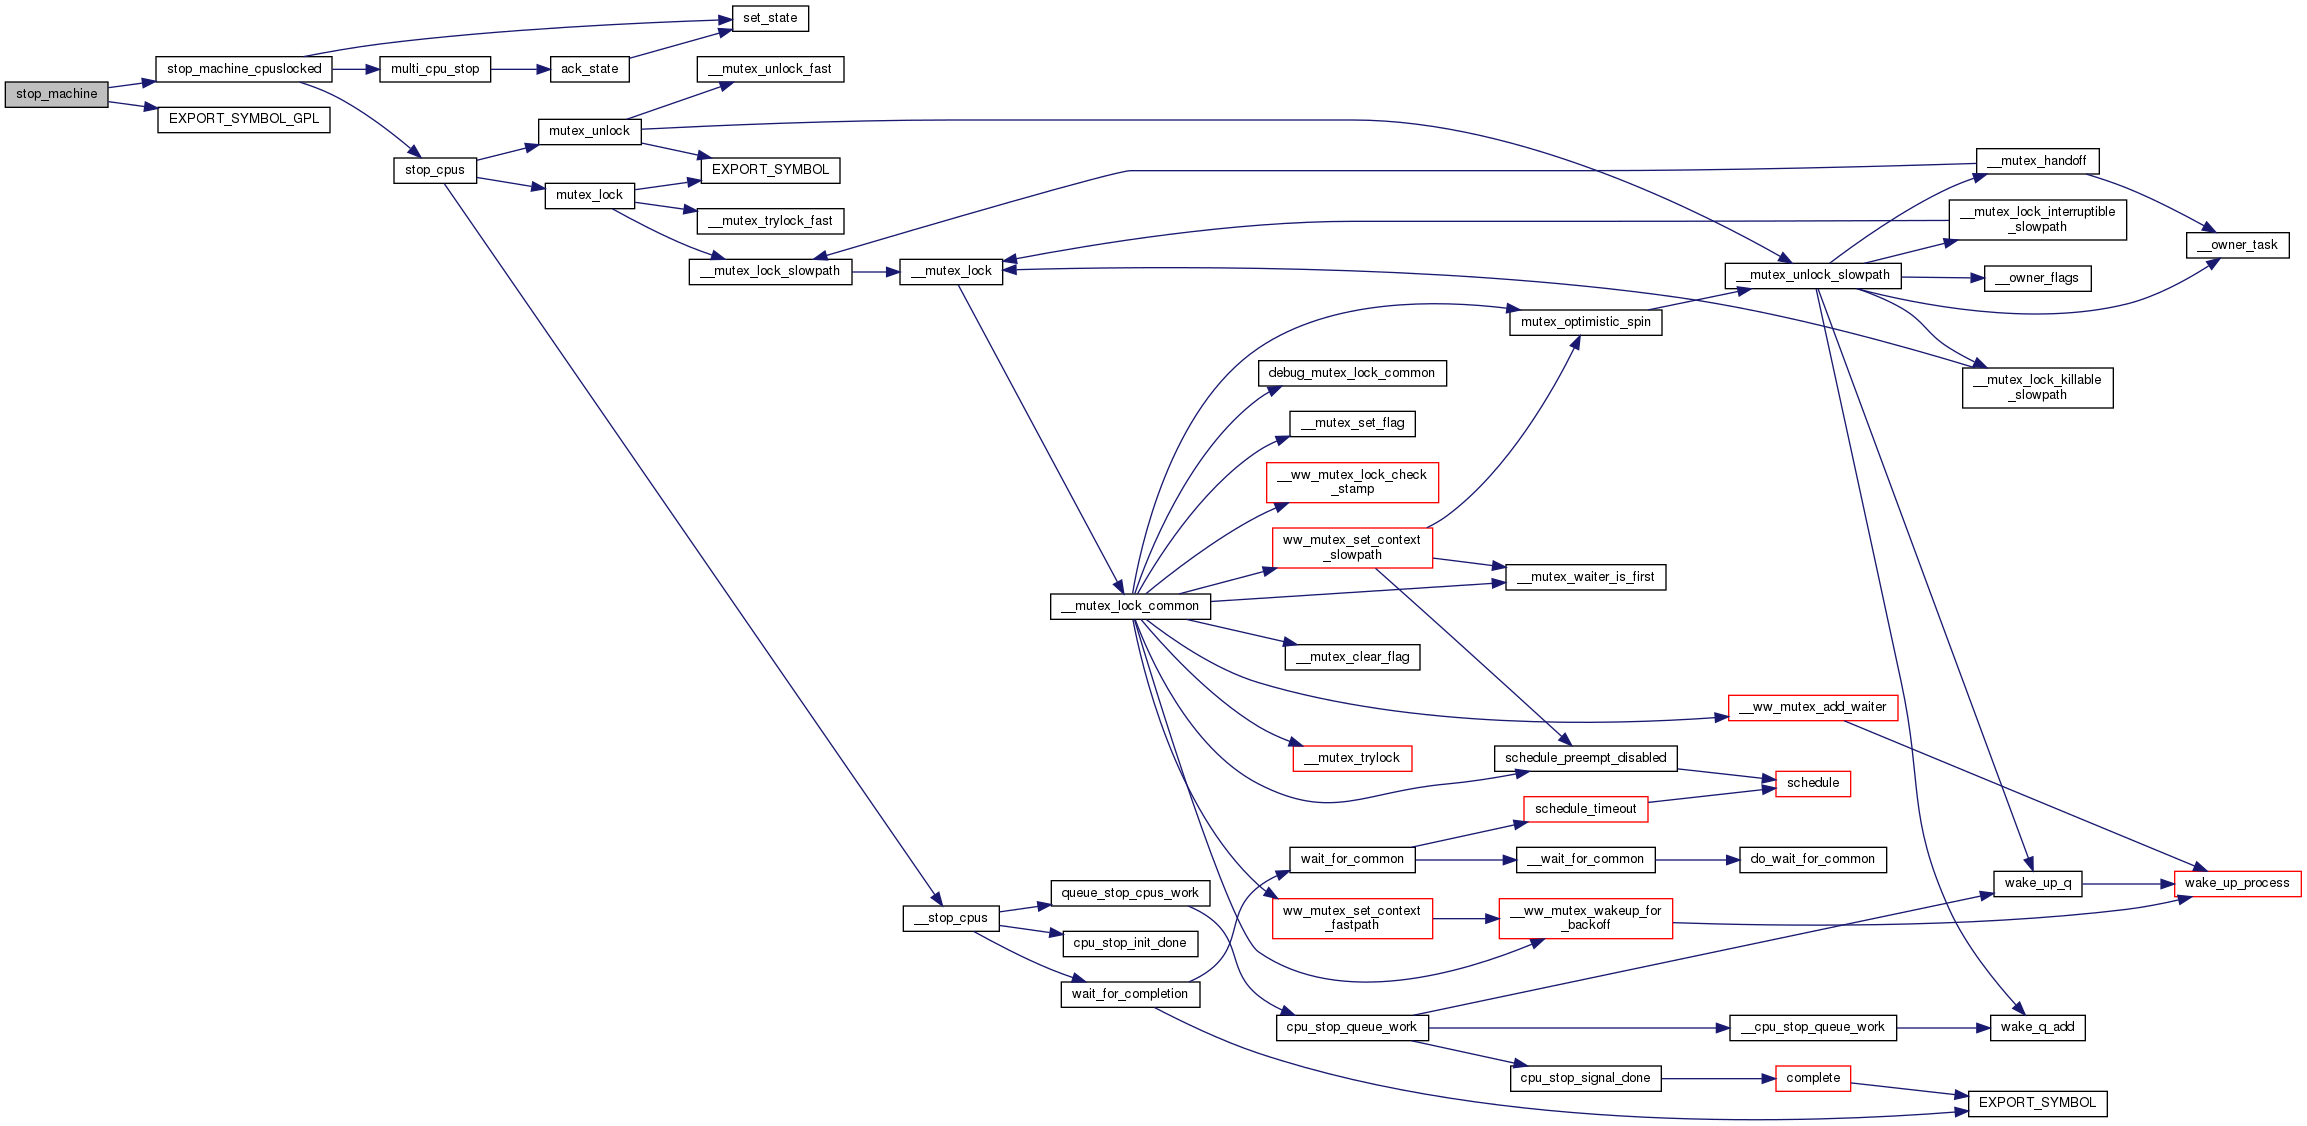 set_state
stop_machine_cpuslocked
multi_cpu_stop
ack_state
__mutex_unlock_fast
stop_machine
EXPORT_SYMBOL_GPL
mutex_unlock
stop_cpus
EXPORT_SYMBOL
__mutex_handoff
mutex_lock
__mutex_trylock_fast
__mutex_lock_interruptible
_slowpath
__owner_task
__mutex_lock_slowpath
__mutex_lock
__mutex_unlock_slowpath
__owner_flags
mutex_optimistic_spin
debug_mutex_lock_common
__mutex_lock_killable
_slowpath
__mutex_set_flag
__ww_mutex_lock_check
_stamp
ww_mutex_set_context
_slowpath
__mutex_waiter_is_first
__mutex_lock_common
__mutex_clear_flag
__ww_mutex_add_waiter
__mutex_trylock
schedule_preempt_disabled
schedule
schedule_timeout
wait_for_common
__wait_for_common
do_wait_for_common
wake_up_q
wake_up_process
queue_stop_cpus_work
__stop_cpus
ww_mutex_set_context
_fastpath
__ww_mutex_wakeup_for
_backoff
cpu_stop_init_done
wait_for_completion
cpu_stop_queue_work
__cpu_stop_queue_work
wake_q_add
cpu_stop_signal_done
complete
EXPORT_SYMBOL